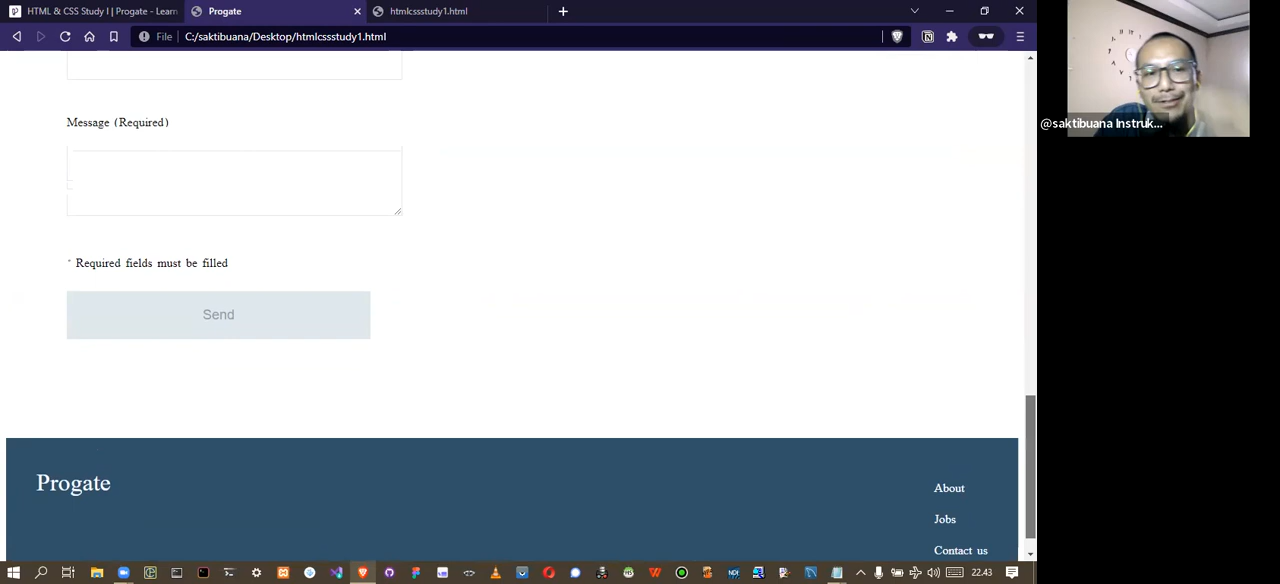 HTML & CSS Study I | Progate - Learn
Progate
htmlcssstudy1.html
File
C:/saktibuana/Desktop/htmlcssstudy1.html
@saktibuana Instruk...
Message (Required)
* Required fields must be filled
Send
Progate
About
Jobs
Contact us
22.43